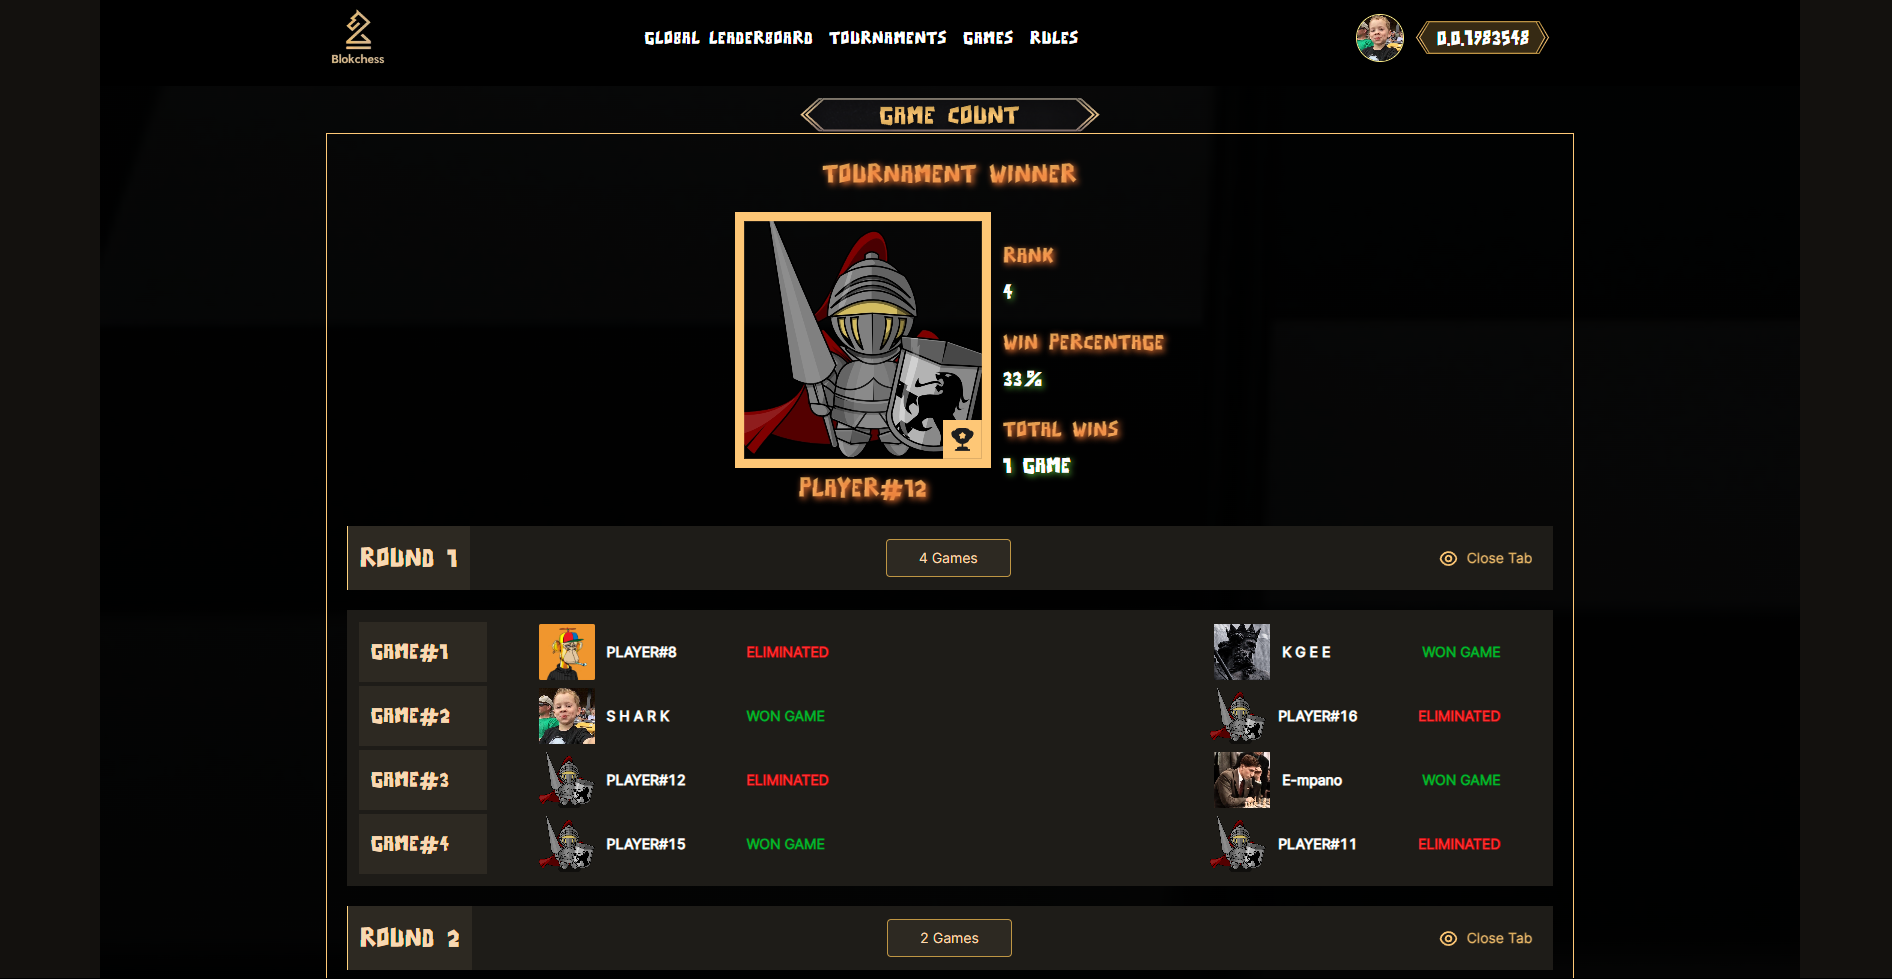 Blokchess
GLOBAL LEADERBOARD TOURNAMENTS GAMES RULES
0.0.1983548
GAME COUNT
TOURNAMENT WINNER
RANK
4
WIN PERCENTAGE
33%
TOTAL WINS
1 GAME
PLAYER#12
ROUND 1 4 Games Close Tab
GAME#1 PLAYER#8 ELIMINATED K G E E WON GAME
GAME#2 S H A R K WON GAME PLAYER#16 ELIMINATED
GAME#3 PLAYER#12 ELIMINATED E-mpano WON GAME
GAME#4 PLAYER#15 WON GAME PLAYER#11 ELIMINATED
ROUND 2 2 Games Close Tab